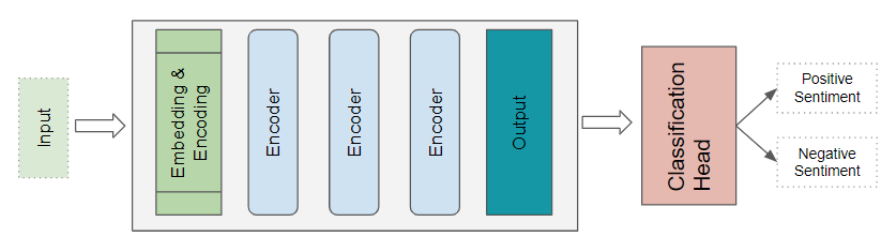 Input
Embedding &
Encoding
Encoder
Encoder
Encoder
Output
Classification
Head
Positive
Sentiment
Negative
Sentiment